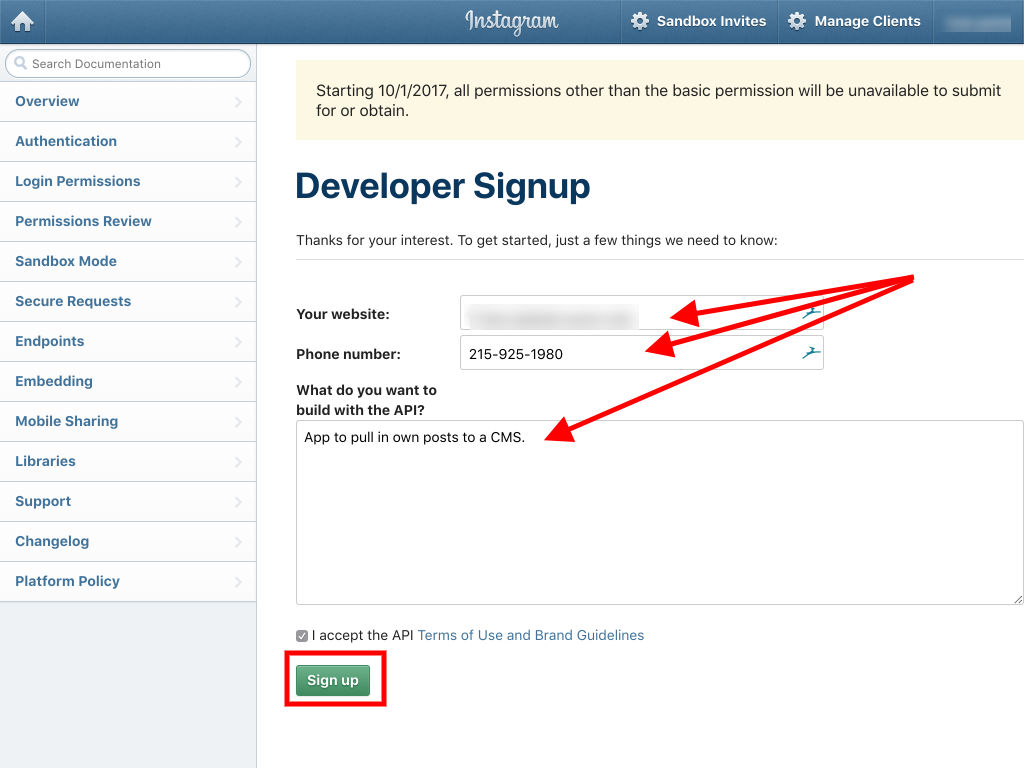 Instagram
Sandbox Invites
Manage Clients
Search Documentation
Overview
Authentication
Login Permissions
Permissions Review
Sandbox Mode
Secure Requests
Endpoints
Embedding
Mobile Sharing
Libraries
Support
Changelog
Platform Policy
Starting 10/1/2017, all permissions other than the basic permission will be unavailable to submit
for or obtain.
Developer Signup
Thanks for your interest. To get started, just a few things we need to know:
Your website:
Phone number:
215-925-1980
What do you want to
build with the API?
App to pull in own posts to a CMS.
I accept the API Terms of Use and Brand Guidelines
Sign up